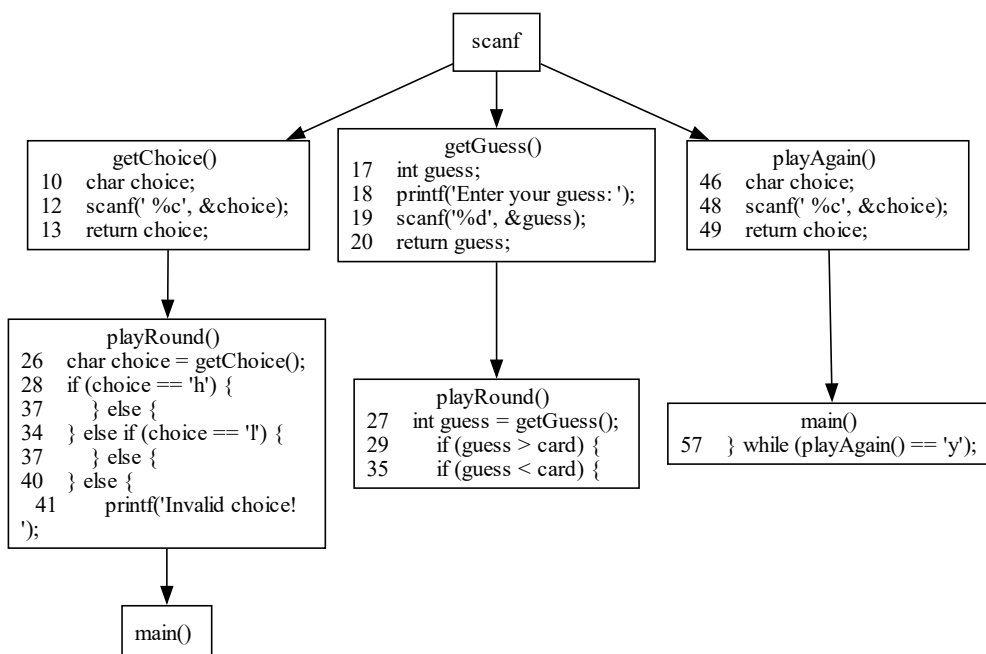 scanf
getChoice()
10 char choice;
12 scanf(' %c', &choice);
13 return choice;
getGuess()
17 int guess;
18 printf('Enter your guess: ');
19 scanf('%d', &guess);
20 return guess;
playAgain()
46 char choice;
48 scanf(' %c', &choice);
49 return choice;
playRound()
26 char choice = getChoice();
28 if (choice == 'h') {
37 } else {
34 } else if (choice == 'l') {
37 } else {
40 } else {
41 printf('Invalid choice!
');
playRound()
27 int guess = getGuess();
29 if (guess > card) {
35 if (guess < card) {
main()
57 } while (playAgain() == 'y');
main()